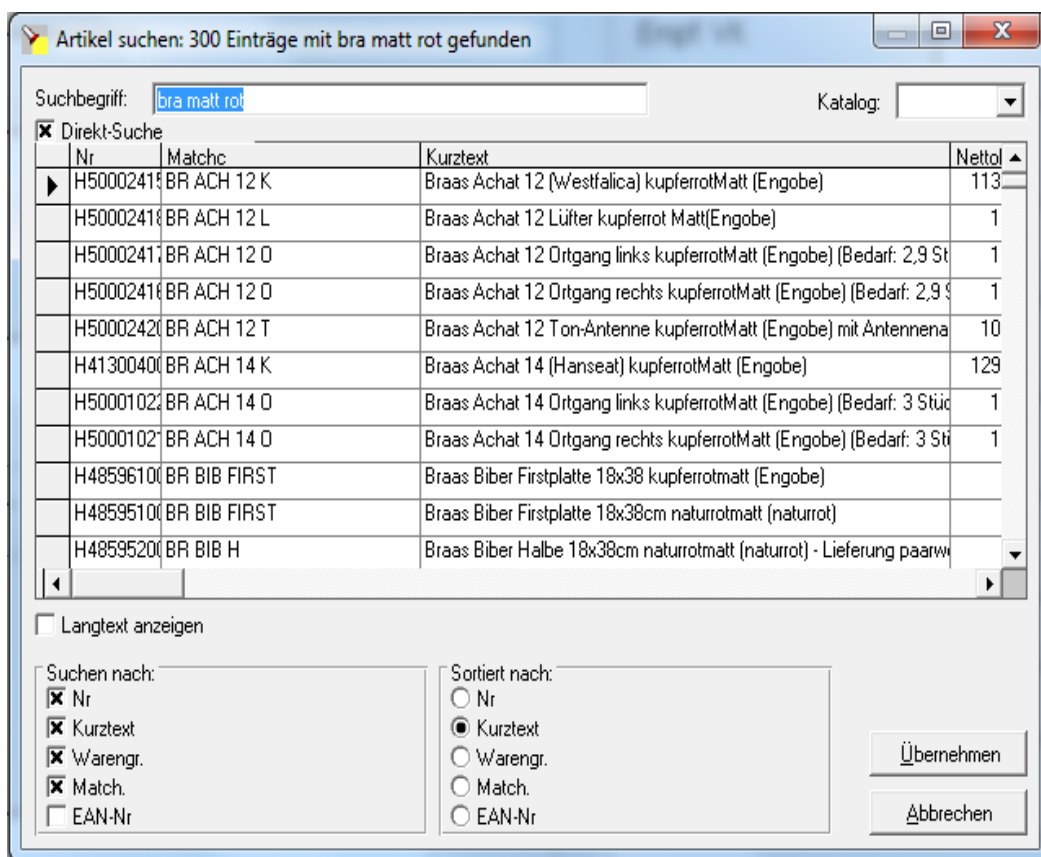 Artikel suchen: 300 Einträge mit bra matt rot gefunden
Suchbegriff: bra matt rot Katalog:
Direkt-Suche
Nr Matchc Kurztext Nettol
BR ACH 12 K Braas Achat 12 (Westfalica) kupferrotMatt (Engobe) 113
BR ACH 12 L Braas Achat 12 Lüfter kupferrot Matt(Engobe) 1
BR ACH 12 O Braas Achat 12 Ortgang links kupferrotMatt (Engobe) (Bedarf: 2,9 St 1
BR ACH 12 O Braas Achat 12 Ortgang rechts kupferrotMatt (Engobe) (Bedarf: 2,9 S 1
BR ACH 12 T Braas Achat 12 Ton-Antenne kupferrotMatt (Engobe) mit Antennena 10
BR ACH 14 K Braas Achat 14 (Hanseat) kupferrotMatt (Engobe) 129
BR ACH 14 O Braas Achat 14 Ortgang links kupferrotMatt (Engobe) (Bedarf: 3 Stüc 1
BR ACH 14 O Braas Achat 14 Ortgang rechts kupferrotMatt (Engobe) (Bedarf: 3 Stü 1
BR BIB FIRST Braas Biber Firstplatte 18x38 kupferrotmatt (Engobe)
BR BIB FIRST Braas Biber Firstplatte 18x38cm naturrotmatt (naturrot)
BR BIB H Braas Biber Halbe 18x38cm naturrotmatt (naturrot) - Lieferung paarw
Langtext anzeigen
Suchen nach: Sortiert nach:
Nr Nr
Kurztext Kurztext
Warengr. Warengr.
Match. Match.
EAN-Nr EAN-Nr
Übernehmen
Abbrechen